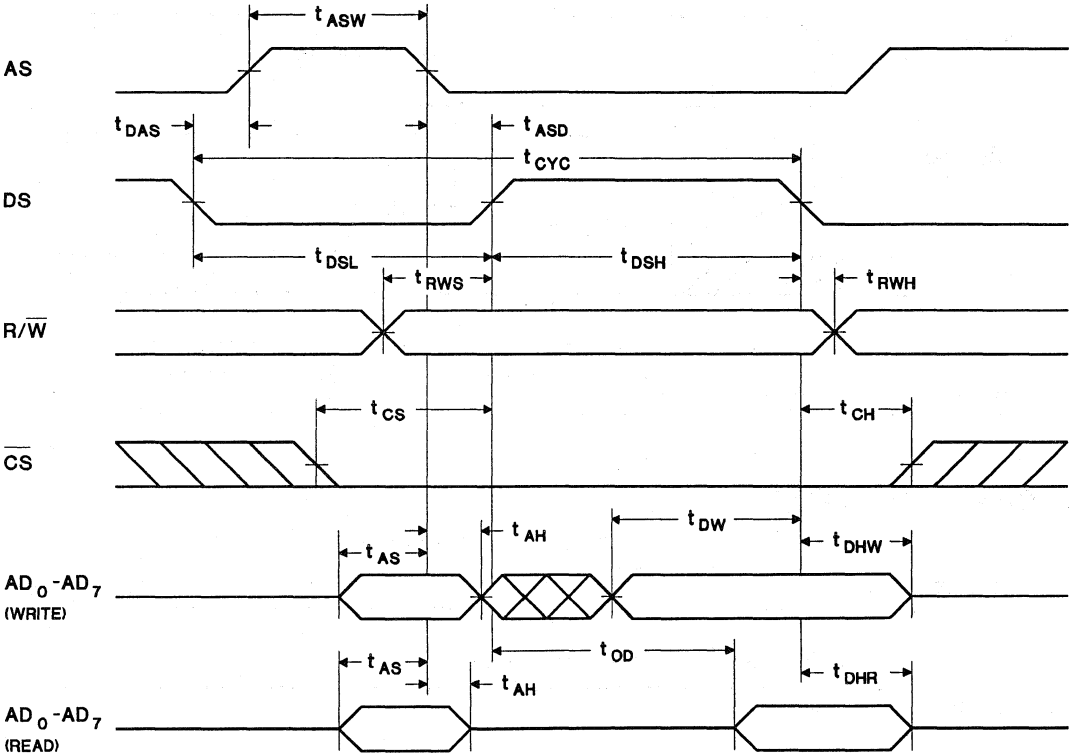 t ASW
AS
t DAS
t ASD
t CYC
DS
t DSL
t DSH
t RWS
t RWH
R/W̅
t CS
t CH
C̅S̅
t DW
t AH
t AS
t DHW
AD 0 -AD 7
(WRITE)
t OD
t AS
t AH
t DHR
AD 0 -AD 7
(READ)